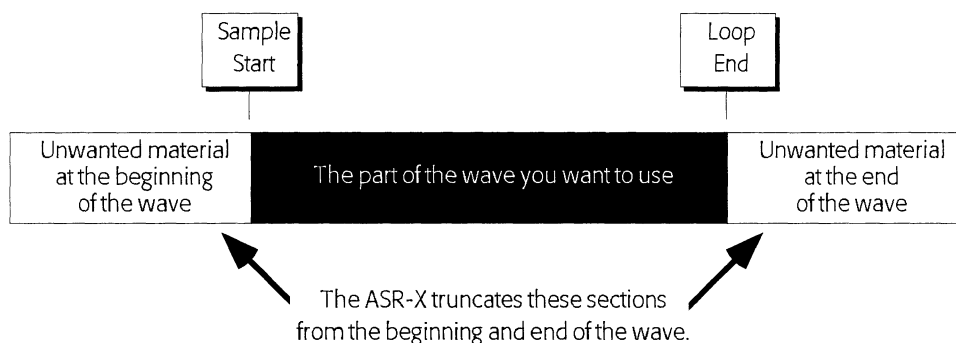 Sample
Start
Loop
End
Unwanted material
at the beginning
of the wave
The part of the wave you want to use
Unwanted material
at the end
of the wave
The ASR-X truncates these sections
from the beginning and end of the wave.